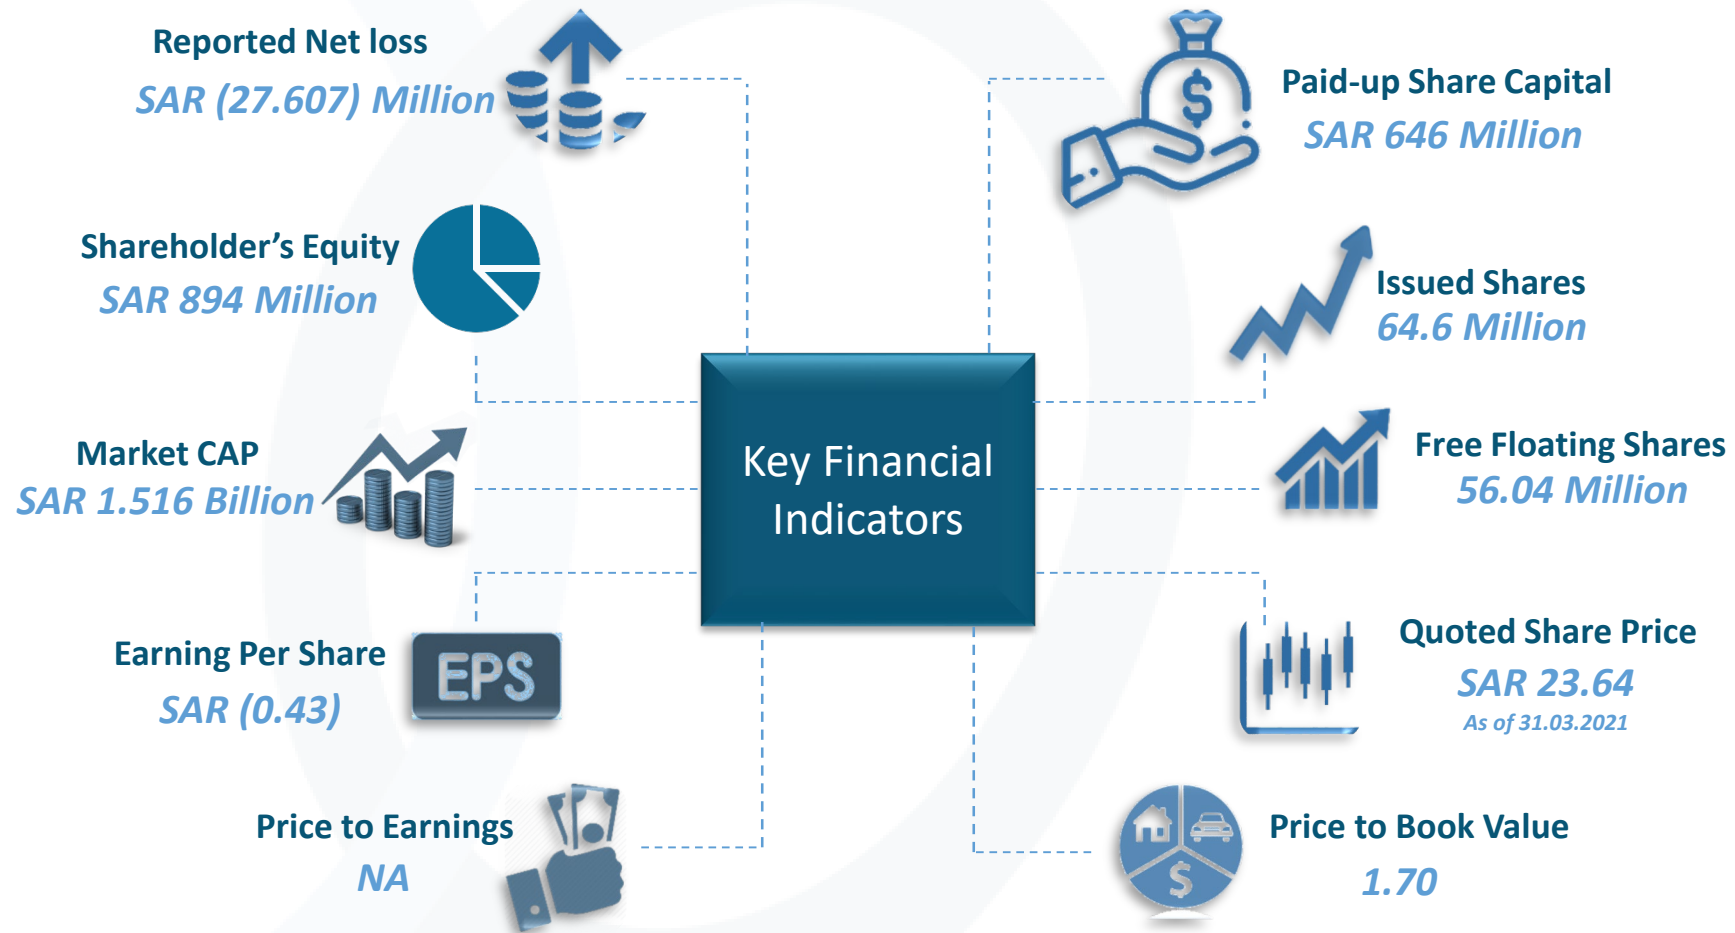 Reported Net loss
SAR (27.607) Million
Shareholder’s Equity
SAR 894 Million
Market CAP
SAR 1.516 Billion
Earning Per Share
SAR (0.43)
EPS
Price to Earnings
NA
Key Financial
Indicators
$
Paid-up Share Capital
SAR 646 Million
Issued Shares
64.6 Million
Free Floating Shares
56.04 Million
Quoted Share Price
SAR 23.64
As of 31.03.2021
$
Price to Book Value
1.70